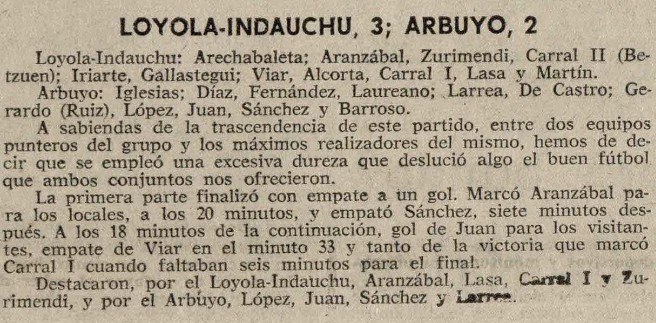 LOYOLA-INDAUCHU, 3; ARBUYO, 2
Loyola-Indauchu: Arechabaleta; Aranzábal, Zurimendi, Carral II (Be-
tzuen); Iriarte, Gallastegui; Viar, Alcorta, Carral I, Lasa y Martín.
Arbuyo: Iglesias; Díaz, Fernández, Laureano; Larrea, De Castro; Ge-
rardo (Ruiz), López, Juan, Sánchez y Barroso.
A sabiendas de la trascendencia de este partido, entre dos equipos
punteros del grupo y los máximos realizadores del mismo, hemos de de-
cir que se empleó una excesiva dureza que deslució algo el buen fútbol
que ambos conjuntos nos ofrecieron.
La primera parte finalizó con empate a un gol. Marcó Aranzábal pa-
ra los locales, a los 20 minutos, y empató Sánchez, siete minutos des-
pués. A los 18 minutos de la continuación, gol de Juan para los visitan-
tes, empate de Viar en el minuto 33 y tanto de la victoria que marcó
Carral I cuando faltaban seis minutos para el final.
Destacaron, por el Loyola-Indauchu, Aranzábal, Lasa, Carral I y Zu-
rimendi, y por el Arbuyo, López, Juan, Sánchez y Larrea.